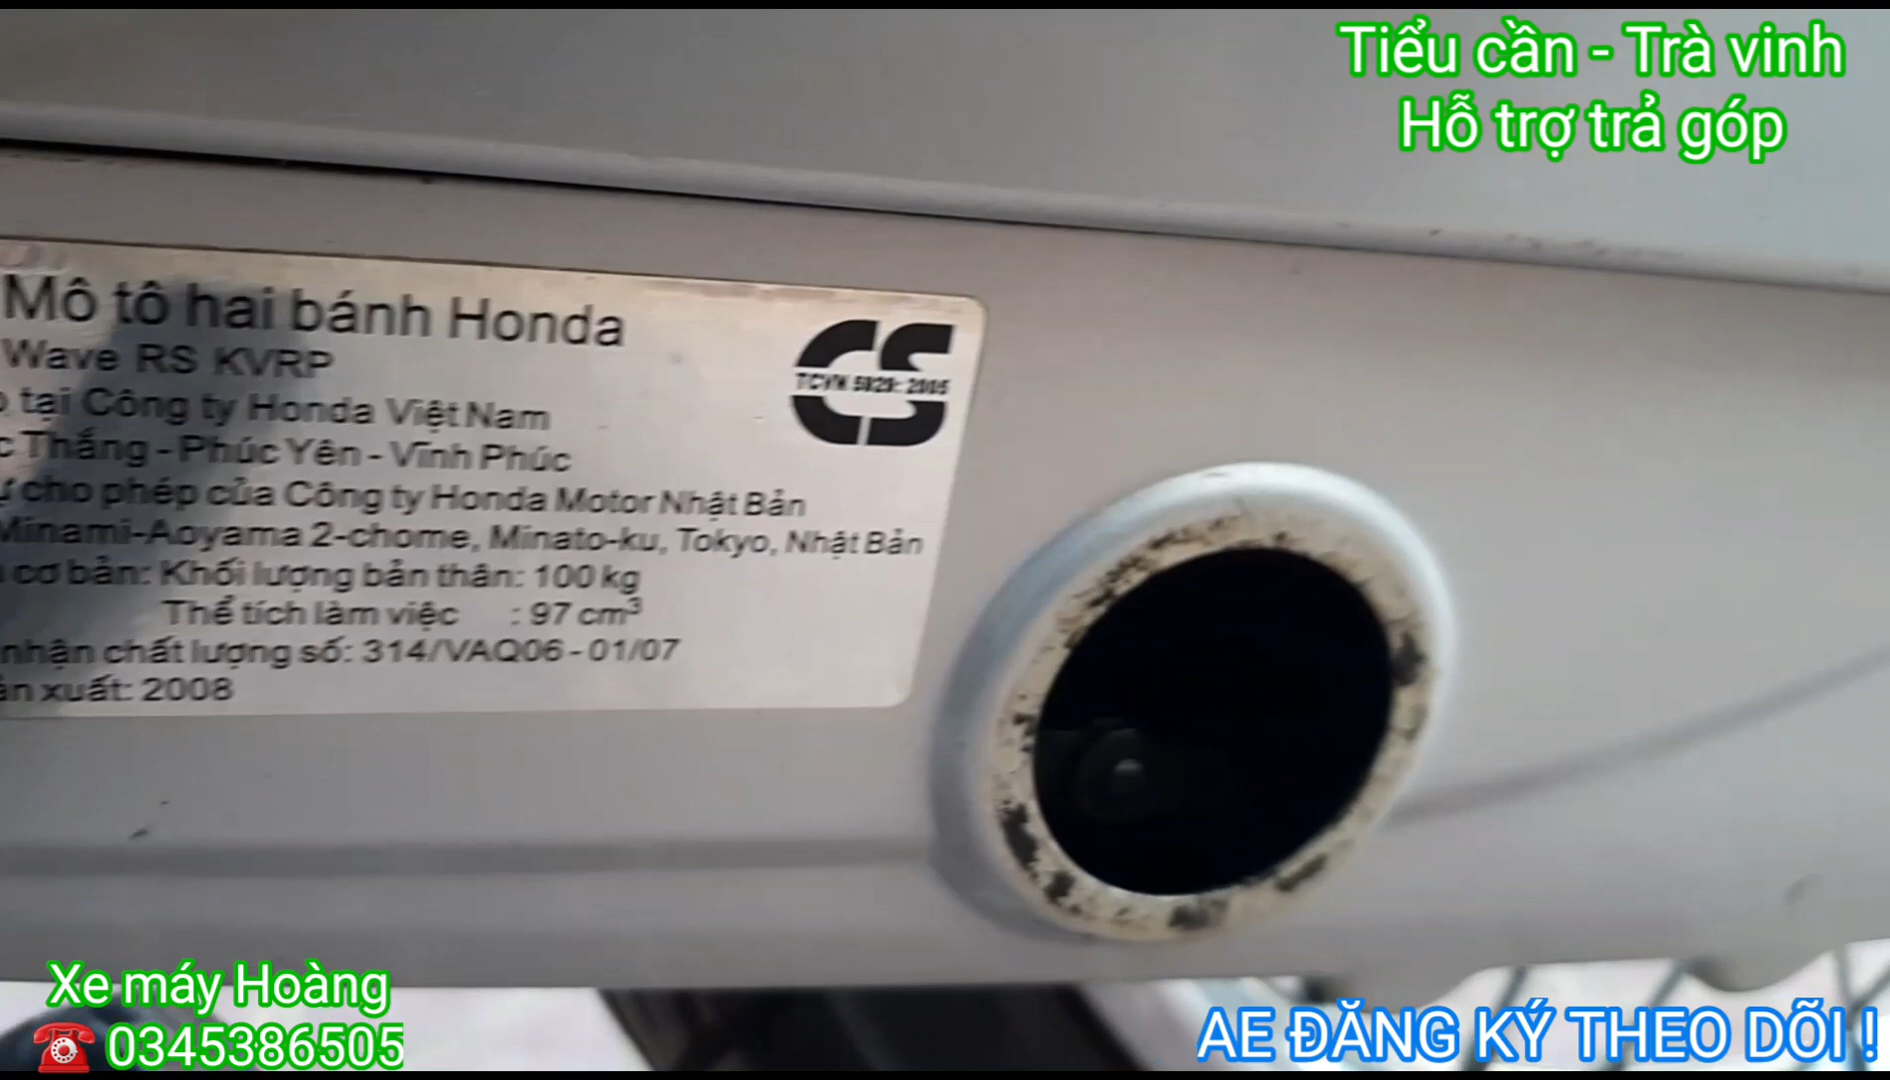 Tiểu cần - Trà vinh
Hỗ trợ trả góp
Mô tô hai bánh Honda
Wave RS KVRP
tại Công ty Honda Việt Nam
Thắng - Phúc Yên - Vĩnh Phúc
cho phép của Công ty Honda Motor Nhật Bản
Minami-Aoyama 2-chome, Minato-ku, Tokyo, Nhật Bản
cơ bản: Khối lượng bản thân: 100 kg
Thể tích làm việc : 97 cm³
nhận chất lượng số: 314/VAQ06 - 01/07
xuất: 2008
CS
TCVN 5929: 2005
Xe máy Hoàng
☎ 0345386505
AE ĐĂNG KÝ THEO DÕI !